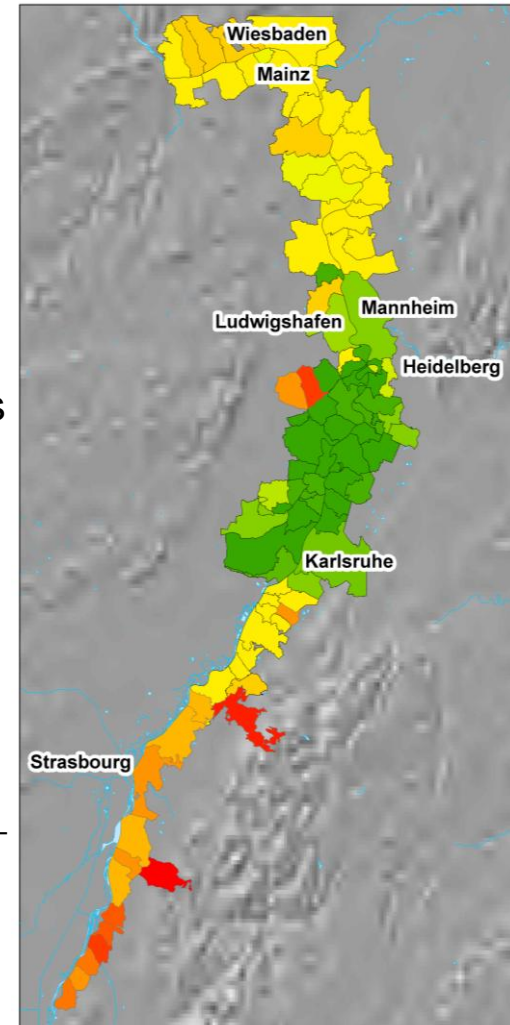 Wiesbaden
Mainz
Mannheim
Ludwigshafen
Heidelberg
s
Karlsruhe
Strasbourg